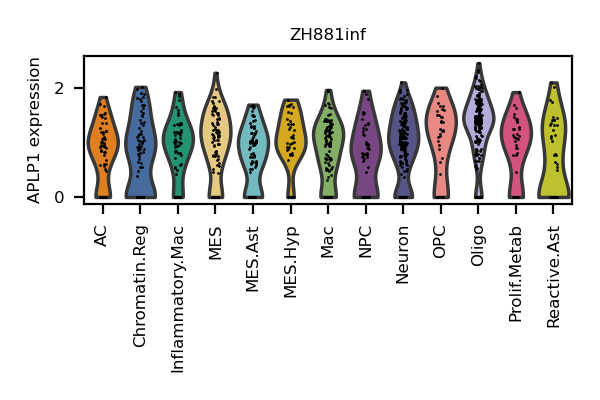 ZH881inf
APLP1 expression
2
0
AC
Chromatin.Reg
Inflammatory.Mac
MES
MES.Ast
MES.Hyp
Mac
NPC
Neuron
OPC
Oligo
Prolif.Metab
Reactive.Ast